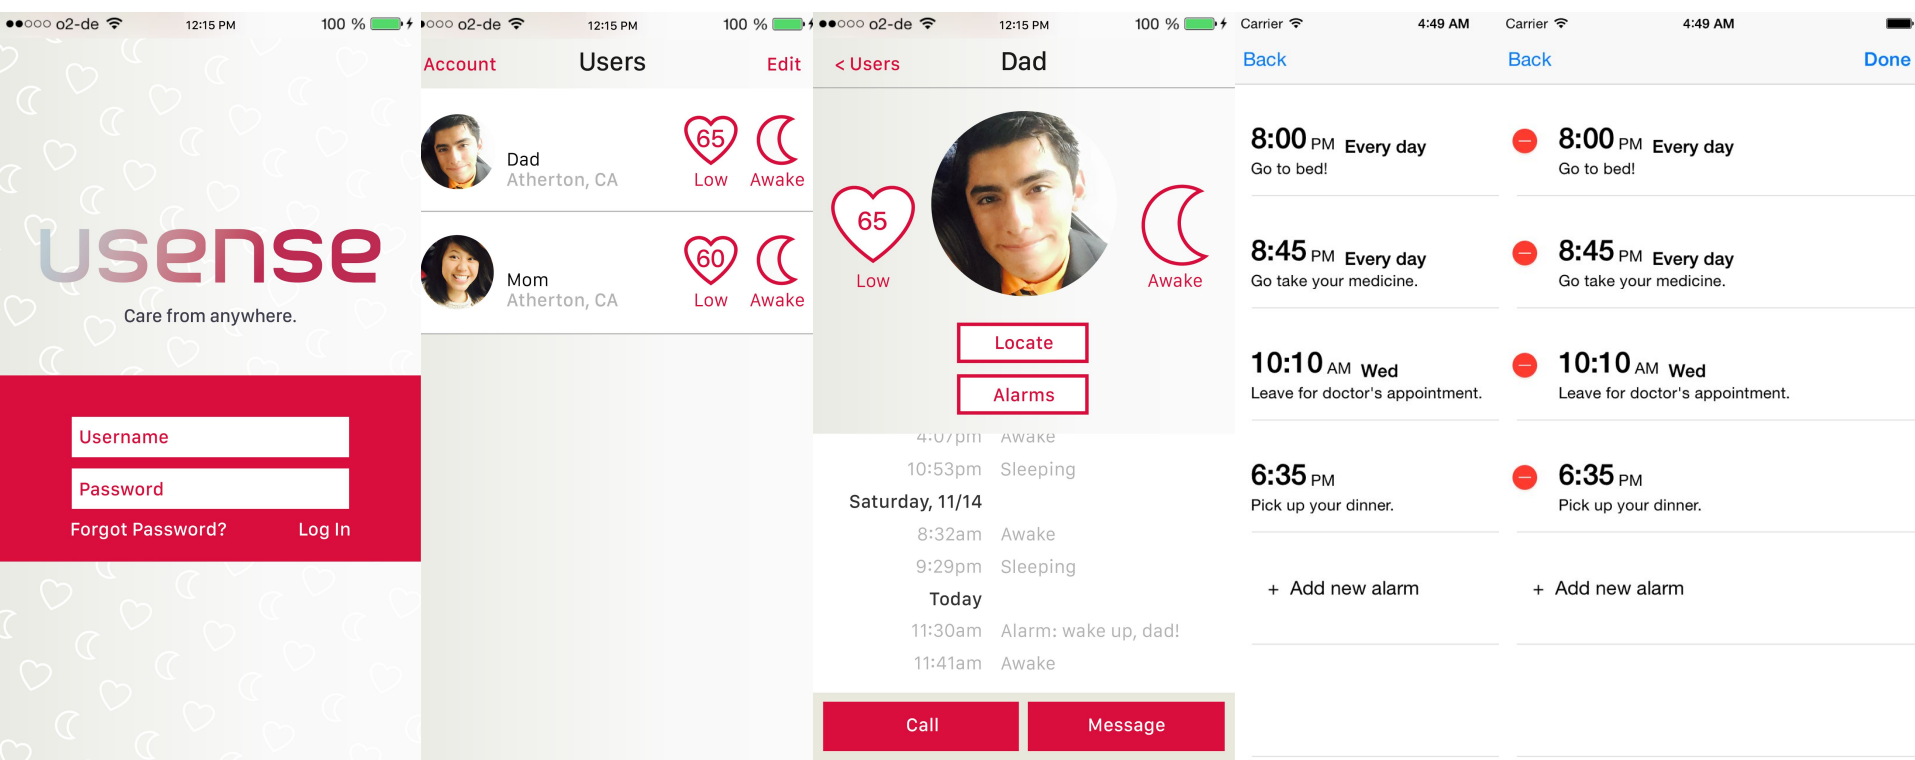 o2-de 12:15 PM 100 %
usense
Care from anywhere.
Username
Password
Forgot Password? Log In
o2-de 12:15 PM 100 %
Account Users Edit
65
Dad
Atherton, CA Low Awake
60
Mom
Atherton, CA Low Awake
o2-de 12:15 PM 100 %
< Users Dad
65
Low Awake
Locate
Alarms
4:07pm Awake
10:53pm Sleeping
Saturday, 11/14
8:32am Awake
9:29pm Sleeping
Today
11:30am Alarm: wake up, dad!
11:41am Awake
Call Message
Carrier 4:49 AM
Back
8:00 PM Every day
Go to bed!
8:45 PM Every day
Go take your medicine.
10:10 AM Wed
Leave for doctor's appointment.
6:35 PM
Pick up your dinner.
+ Add new alarm
Carrier 4:49 AM
Back Done
8:00 PM Every day
Go to bed!
8:45 PM Every day
Go take your medicine.
10:10 AM Wed
Leave for doctor's appointment.
6:35 PM
Pick up your dinner.
+ Add new alarm